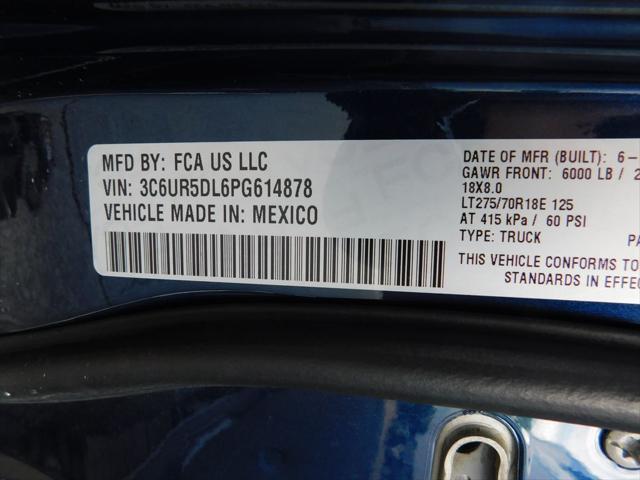 MFD BY: FCA US LLC
VIN: 3C6UR5DL6PG614878
VEHICLE MADE IN: MEXICO
DATE OF MFR (BUILT): 6-
GAWR FRONT: 6000 LB / 2
18X8.0
LT275/70R18E 125
AT 415 kPa / 60 PSI
TYPE: TRUCK
THIS VEHICLE CONFORMS TO
STANDARDS IN EFFEC